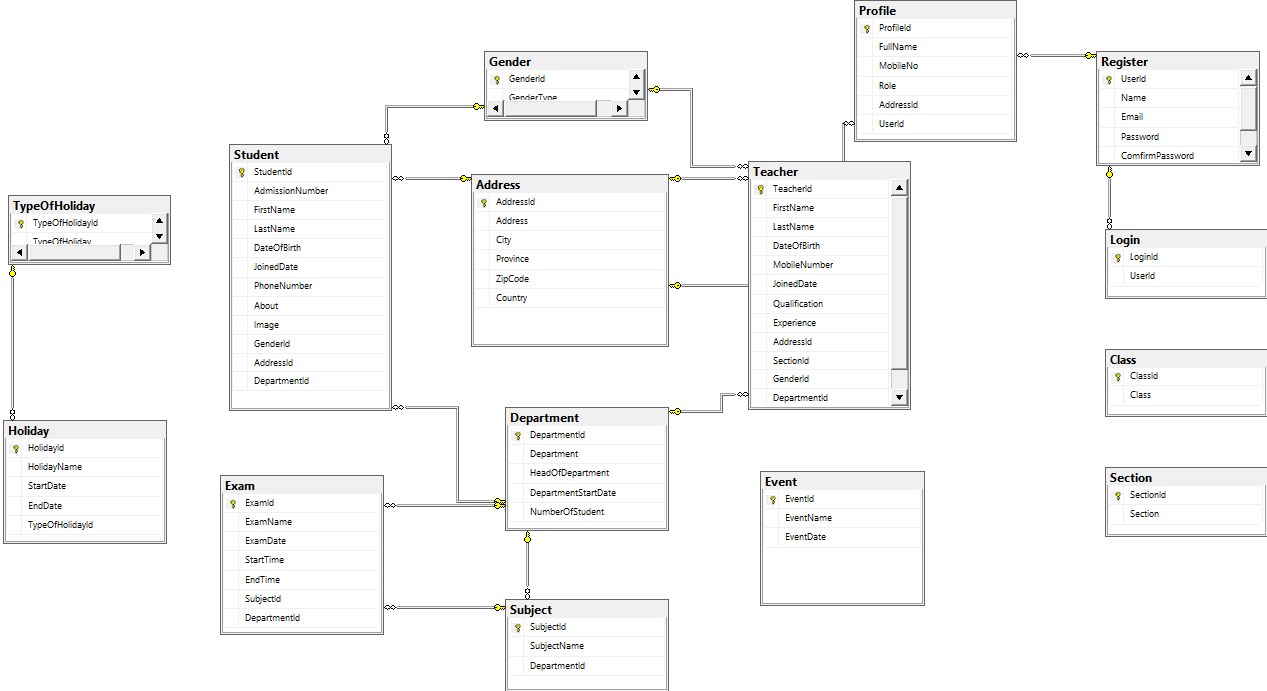 Profile
ProfileId
FullName
MobileNo
Role
AddressId
UserId
Gender
GenderId
GenderType
Register
UserId
Name
Email
Password
ComfirmPassword
Student
StudentId
AdmissionNumber
FirstName
LastName
DateOfBirth
JoinedDate
PhoneNumber
About
Image
GenderId
AddressId
DepartmentId
Address
AddressId
Address
City
Province
ZipCode
Country
Teacher
TeacherId
FirstName
LastName
DateOfBirth
MobileNumber
JoinedDate
Qualification
Experience
AddressId
SectionId
GenderId
DepartmentId
TypeOfHoliday
TypeOfHolidayId
TypeOfHoliday
Login
LoginId
UserId
Class
ClassId
Class
Holiday
HolidayId
HolidayName
StartDate
EndDate
TypeOfHolidayId
Department
DepartmentId
Department
HeadOfDepartment
DepartmentStartDate
NumberOfStudent
Exam
ExamId
ExamName
ExamDate
StartTime
EndTime
SubjectId
DepartmentId
Event
EventId
EventName
EventDate
Section
SectionId
Section
Subject
SubjectId
SubjectName
DepartmentId